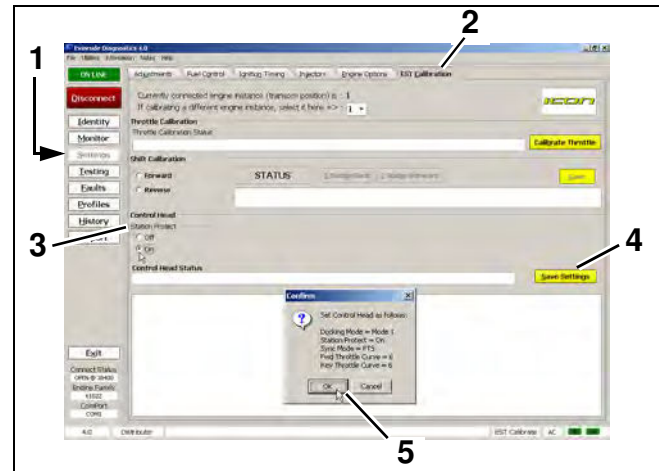 2
1
Evinrude Diagnostics 4.0
File Utilities Help
ON LINE
Adjustments Fuel Control Ignition Timing Injectors Engine Options EST Calibration
Disconnect
Currently connected engine instance (transom position) is : 1
If calibrating a different engine instance, select it here => : 1
ICON
Identity
Throttle Calibration
Throttle Calibration Status
Monitor
Calibrate Throttle
Settings
Shift Calibration
Testing
Forward
STATUS
Save
Faults
Reverse
Profiles
History
Control Head
3
Station Protect
Off
On
4
Control Head Status
Save Settings
Confirm
Set Control Head as follows:
Docking Mode = Mode 1
Station Protect = On
Sync Mode = FTS
Fwd Throttle Curve = 6
Rev Throttle Curve = 6
Exit
Connect Status
Engine Family
ComPort
COM1
OK Cancel
4.0 Distributor EST Calibrate AC
5